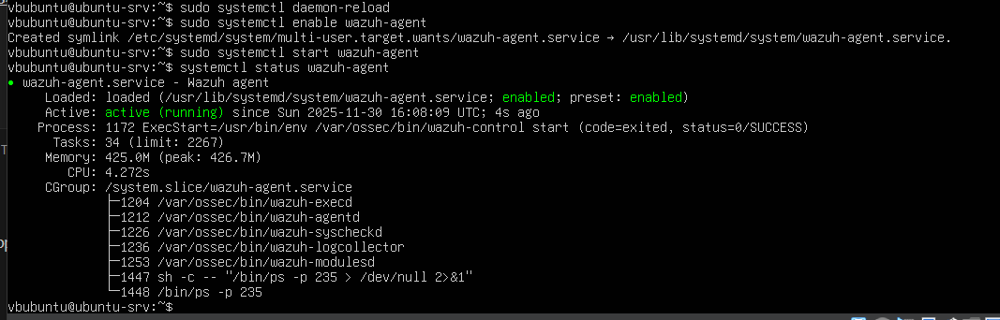 vbubuntu@ubuntu-srv:~$ sudo systemctl daemon-reload
vbubuntu@ubuntu-srv:~$ sudo systemctl enable wazuh-agent
Created symlink /etc/systemd/system/multi-user.target.wants/wazuh-agent.service → /usr/lib/systemd/system/wazuh-agent.service.
vbubuntu@ubuntu-srv:~$ sudo systemctl start wazuh-agent
vbubuntu@ubuntu-srv:~$ systemctl status wazuh-agent
● wazuh-agent.service - Wazuh agent
     Loaded: loaded (/usr/lib/systemd/system/wazuh-agent.service; enabled; preset: enabled)
     Active: active (running) since Sun 2025-11-30 16:08:09 UTC; 4s ago
    Process: 1172 ExecStart=/usr/bin/env /var/ossec/bin/wazuh-control start (code=exited, status=0/SUCCESS)
      Tasks: 34 (limit: 2267)
     Memory: 425.0M (peak: 426.7M)
        CPU: 4.272s
     CGroup: /system.slice/wazuh-agent.service
             ├─1204 /var/ossec/bin/wazuh-execd
             ├─1212 /var/ossec/bin/wazuh-agentd
             ├─1226 /var/ossec/bin/wazuh-syscheckd
             ├─1236 /var/ossec/bin/wazuh-logcollector
             ├─1253 /var/ossec/bin/wazuh-modulesd
             ├─1447 sh -c -- "/bin/ps -p 235 > /dev/null 2>&1"
             └─1448 /bin/ps -p 235
vbubuntu@ubuntu-srv:~$